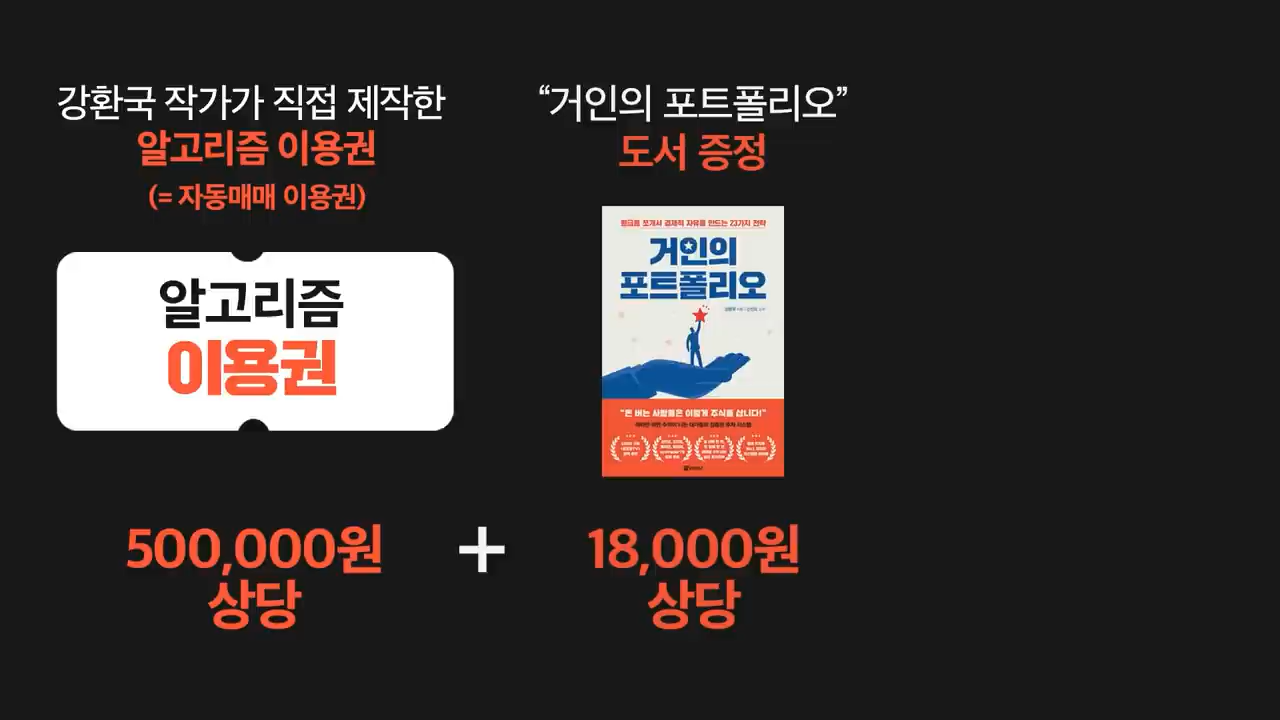 강환국 작가가 직접 제작한
알고리즘 이용권
(= 자동매매 이용권)
알고리즘
이용권
500,000원
상당
+
“거인의 포트폴리오”
도서 증정
거인의
포트폴리오
"돈 버는 사람들은 이렇게 주식을 삽니다!"
18,000원
상당